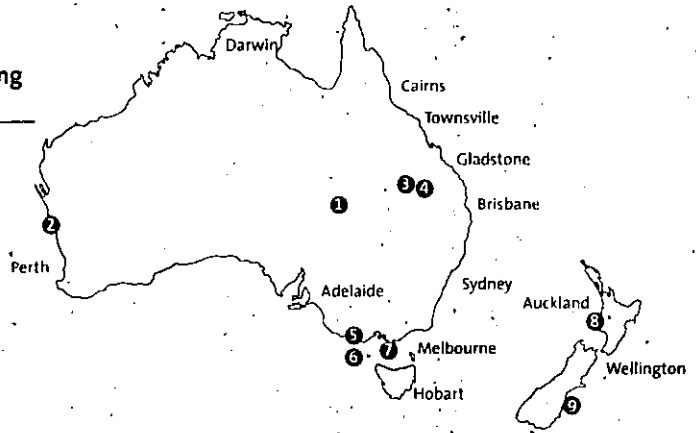 Darwin
ng
Cairns
Townsville
Gladstone
3 4
1
Brisbane
2
Perth
Adelaide
Sydney
Auckland
8
5
7
Melbourne
6
Wellington
Hobart
9